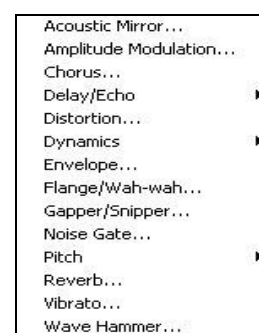 Acoustic Mirror...
Amplitude Modulation...
Chorus...
Delay/Echo
Distortion...
Dynamics
Envelope...
Flange/Wah-wah...
Gapper/Snipper...
Noise Gate...
Pitch
Reverb...
Vibrato...
Wave Hammer...